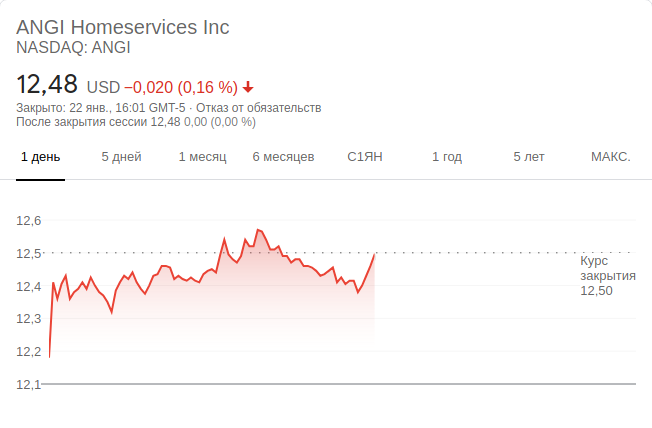 ANGI Homeservices Inc
NASDAQ: ANGI
12,48 USD −0,020 (0,16 %)
Закрыто: 22 янв., 16:01 GMT-5 · Отказ от обязательств
После закрытия сессии 12,48 0,00 (0,00 %)
1 день 5 дней 1 месяц 6 месяцев С1ЯН 1 год 5 лет МАКС.
12,6
12,5
12,4
12,3
12,2
12,1
Курс
закрытия
12,50